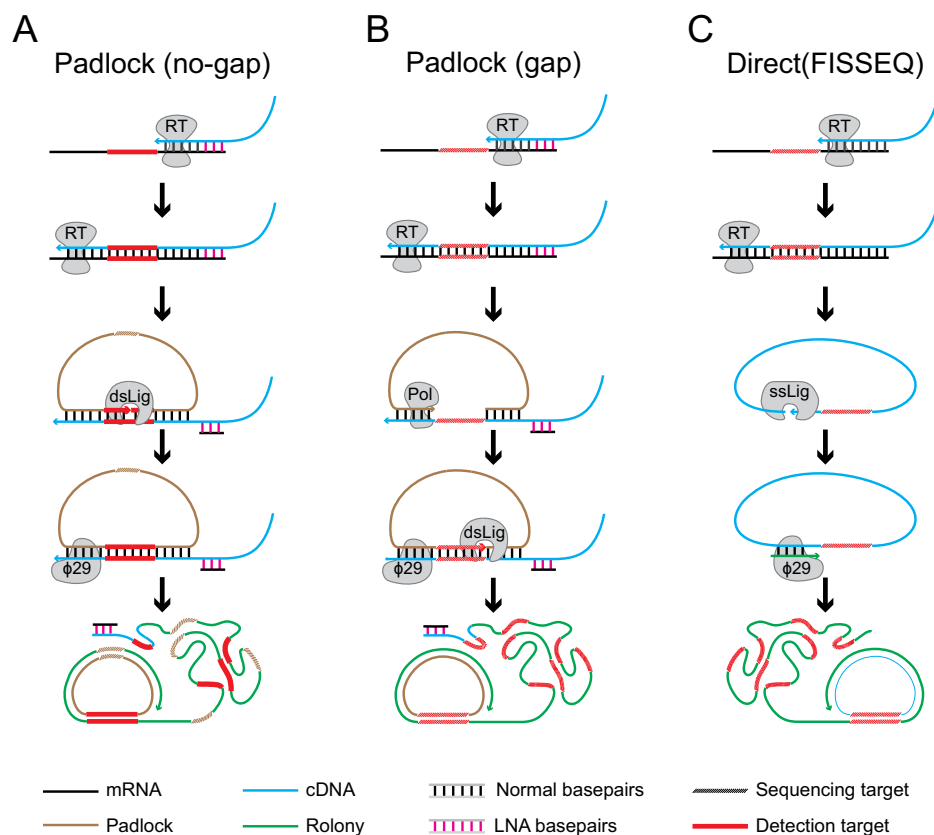 A
B
C
Padlock (no-gap)
Padlock (gap)
Direct(FISSEQ)
RT
RT
RT
RT
RT
RT
dsLig
Pol
ssLig
ϕ29
ϕ29
dsLig
ϕ29
mRNA
cDNA
Normal basepairs
Sequencing target
Padlock
Rolony
LNA basepairs
Detection target